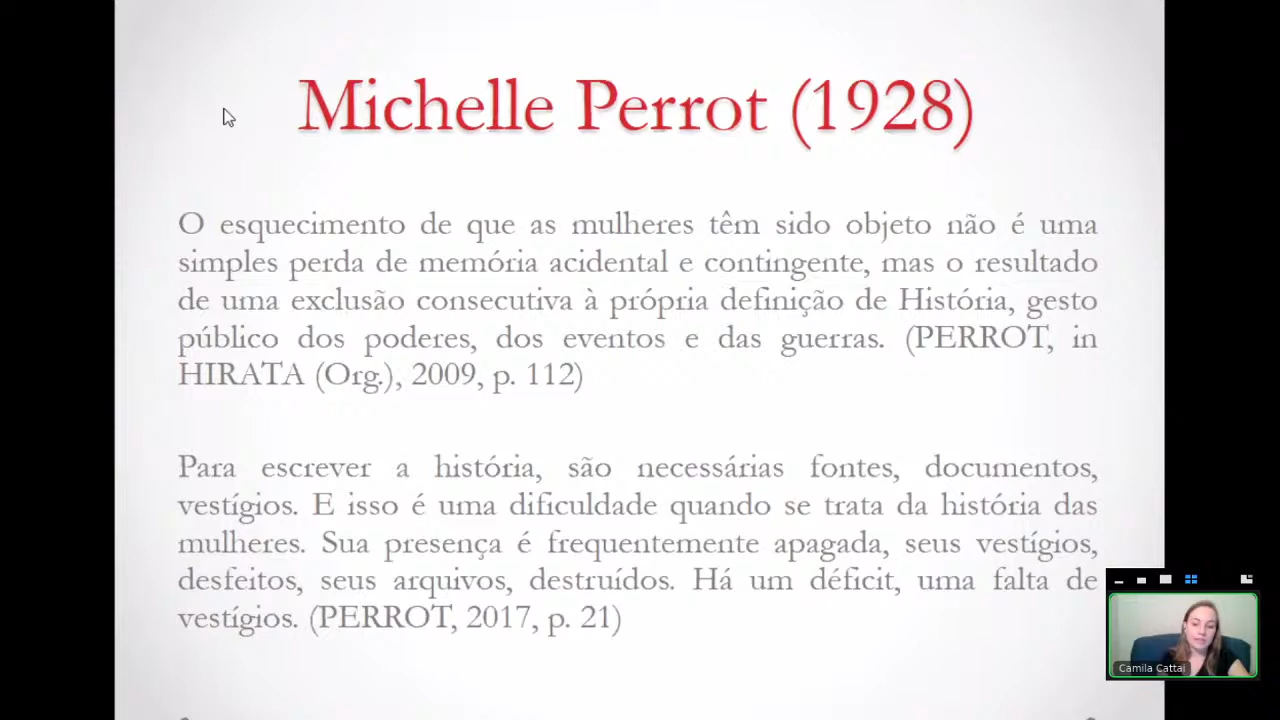 Michelle Perrot (1928)
O esquecimento de que as mulheres têm sido objeto não é uma
simples perda de memória acidental e contingente, mas o resultado
de uma exclusão consecutiva à própria definição de História, gesto
público dos poderes, dos eventos e das guerras. (PERROT, in
HIRATA (Org.), 2009, p. 112)
Para escrever a história, são necessárias fontes, documentos,
vestígios. E isso é uma dificuldade quando se trata da história das
mulheres. Sua presença é frequentemente apagada, seus vestígios,
desfeitos, seus arquivos, destruídos. Há um déficit, uma falta de
vestígios. (PERROT, 2017, p. 21)
Camila Cattai